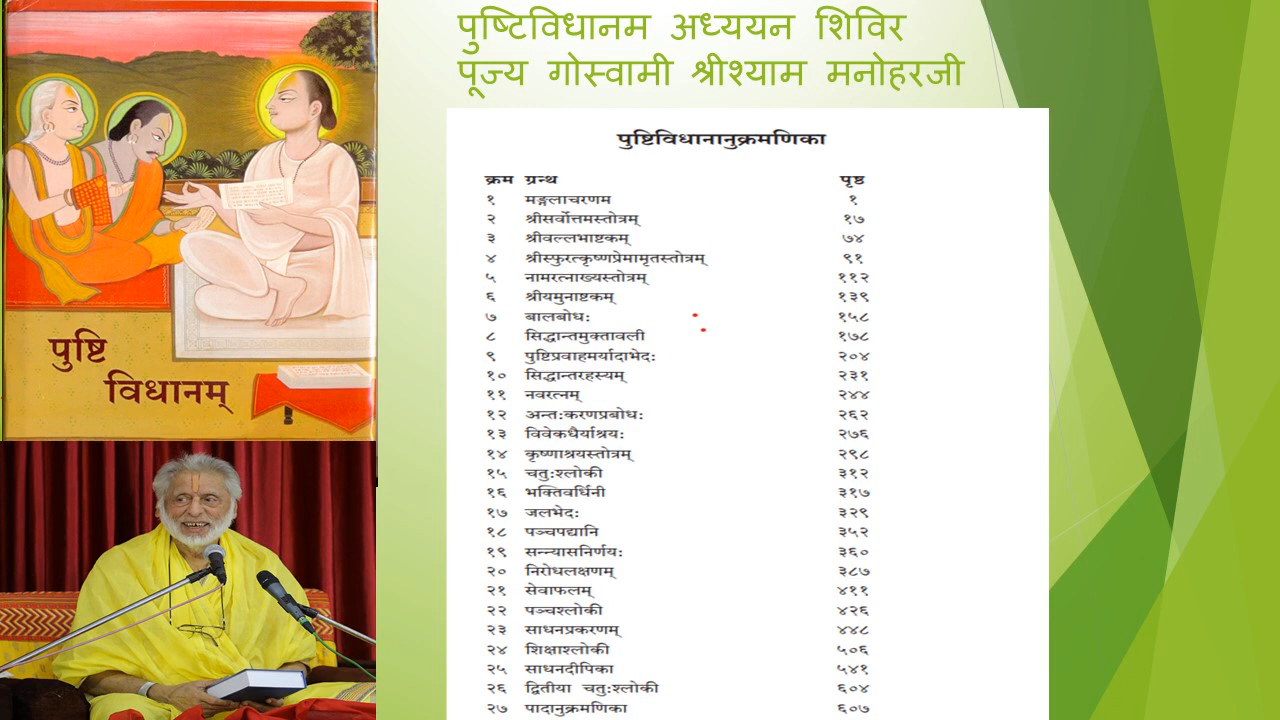 पुष्टिविधानम अध्ययन शिविर
पूज्य गोस्वामी श्रीश्याम मनोहरजी
पुष्टि
विधानम्
पुष्टिविधानानुक्रमणिका
क्रम ग्रन्थ पृष्ठ
१ मङ्गलाचरणम १
२ श्रीसर्वोत्तमस्तोत्रम् १७
३ श्रीवल्लभाष्टकम् ७४
४ श्रीस्फुरत्कृष्णप्रेमामृतस्तोत्रम् ९१
५ नामरत्नाख्यस्तोत्रम् ११२
६ श्रीयमुनाष्टकम् १३९
७ बालबोधः १५८
८ सिद्धान्तमुक्तावली १७८
९ पुष्टिप्रवाहमर्यादाभेदः २०४
१० सिद्धान्तरहस्यम् २३१
११ नवरत्नम् २४४
१२ अन्तःकरणप्रबोधः २६२
१३ विवेकधैर्याश्रयः २७६
१४ कृष्णाश्रयस्तोत्रम् २९८
१५ चतुःश्लोकी ३१२
१६ भक्तिवर्धिनी ३१७
१७ जलभेदः ३२९
१८ पञ्चपद्यानि ३५२
१९ सन्न्यासनिर्णयः ३६०
२० निरोधलक्षणम् ३८७
२१ सेवाफलम् ४११
२२ पञ्चश्लोकी ४२६
२३ साधनप्रकरणम् ४४८
२४ शिक्षाश्लोकी ५०६
२५ साधनदीपिका ५४१
२६ द्वितीया चतुःश्लोकी ६०४
२७ पादानुक्रमणिका ६०७